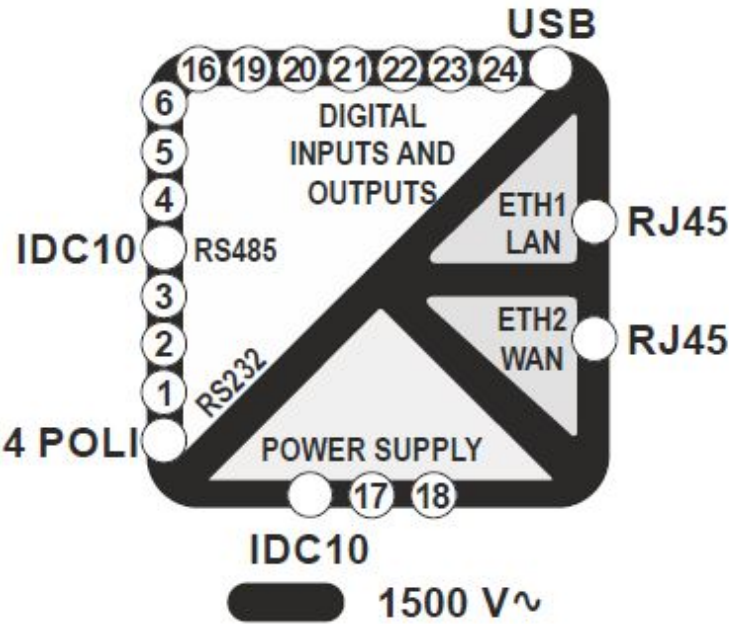 USB
16 19 20 21 22 23 24
6
5
4
IDC10
3
2
1
4 POLI
DIGITAL
INPUTS AND
OUTPUTS
RS485
RS232
ETH1
LAN
RJ45
ETH2
WAN
RJ45
POWER SUPPLY
17 18
IDC10
1500 V∿